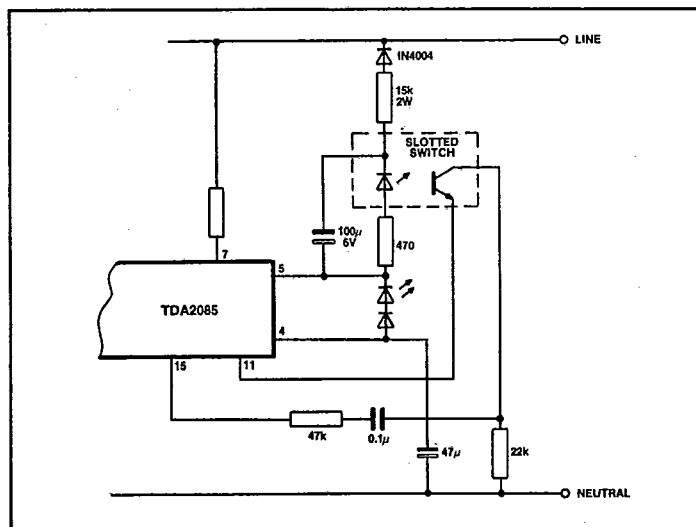 LINE
IN4004
15k
2W
SLOTTED
SWITCH
100μ
6V
470
7
5
TDA2085
4
15
11
47k
0.1μ
47μ
22k
NEUTRAL